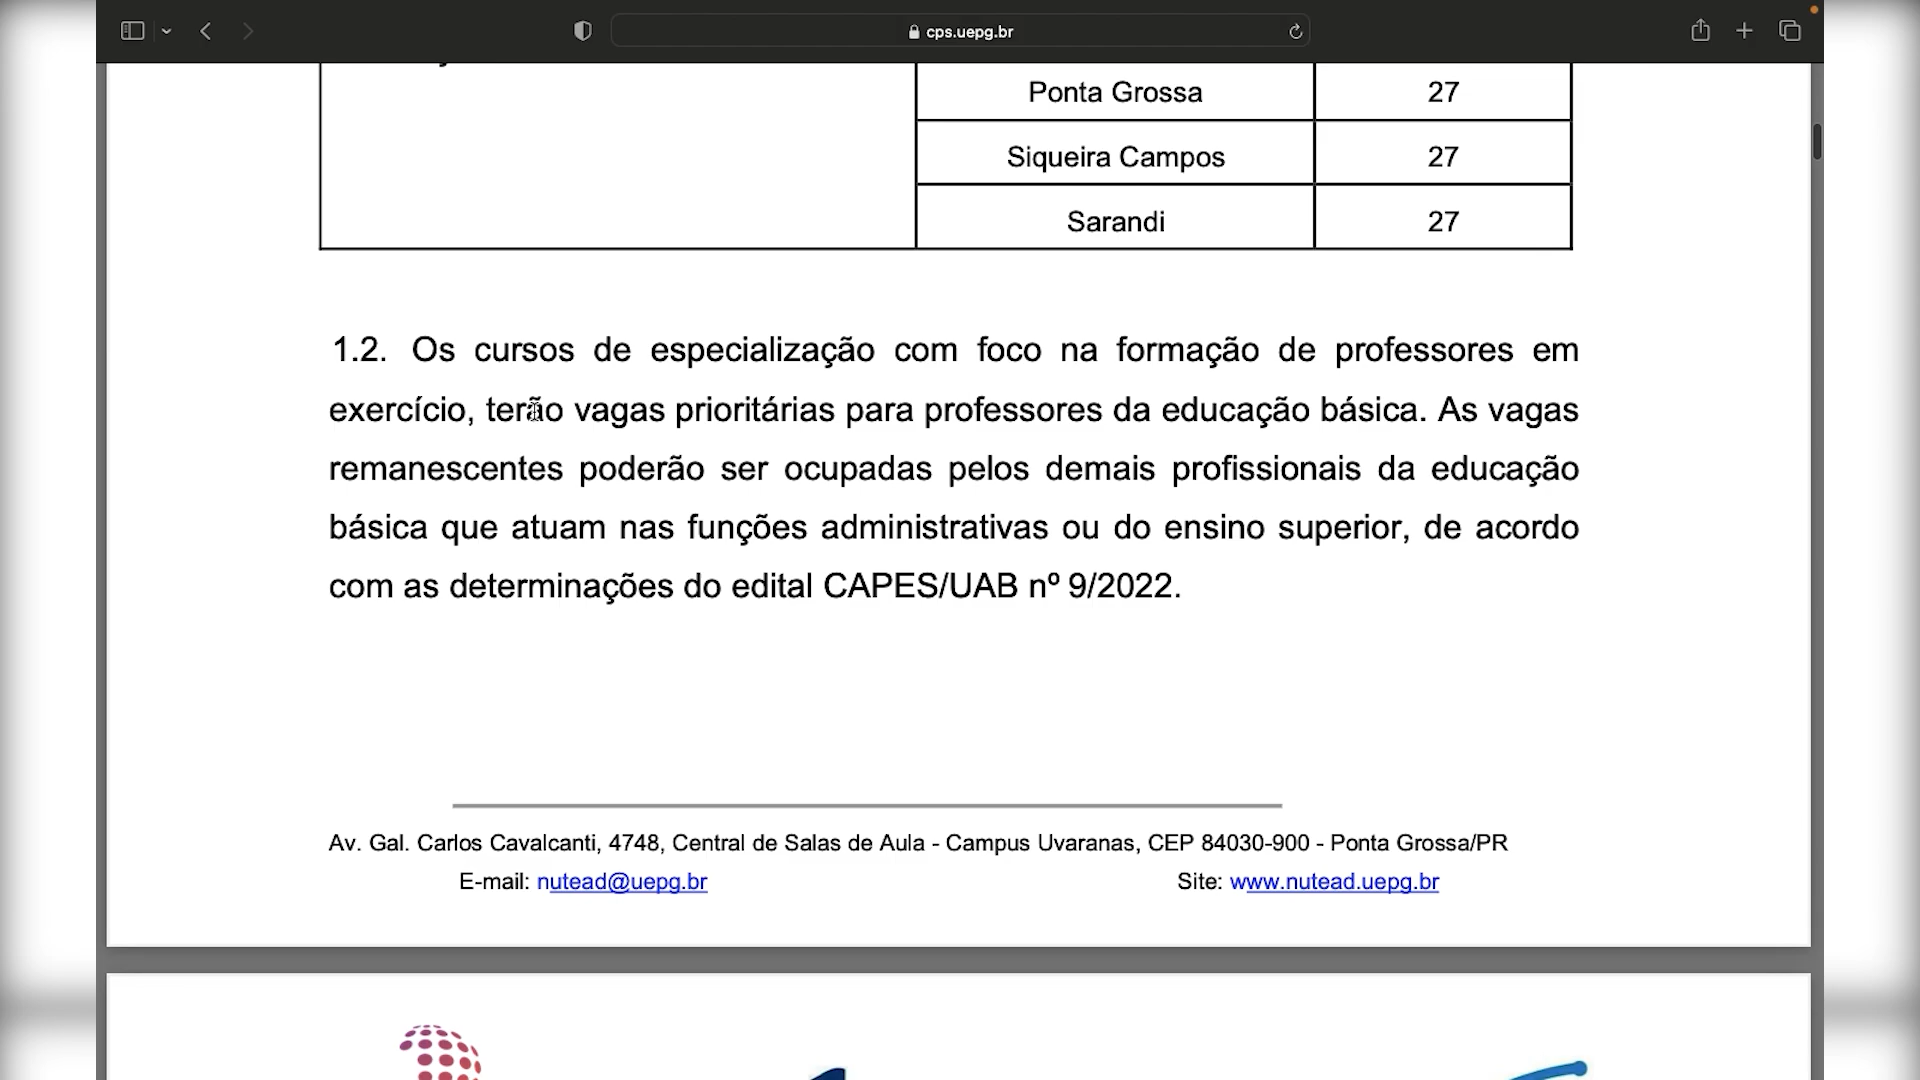 cps.uepg.br
Ponta Grossa 27
Siqueira Campos 27
Sarandi 27
1.2. Os cursos de especialização com foco na formação de professores em
exercício, terão vagas prioritárias para professores da educação básica. As vagas
remanescentes poderão ser ocupadas pelos demais profissionais da educação
básica que atuam nas funções administrativas ou do ensino superior, de acordo
com as determinações do edital CAPES/UAB nº 9/2022.
Av. Gal. Carlos Cavalcanti, 4748, Central de Salas de Aula - Campus Uvaranas, CEP 84030-900 - Ponta Grossa/PR
E-mail: nutead@uepg.br Site: www.nutead.uepg.br